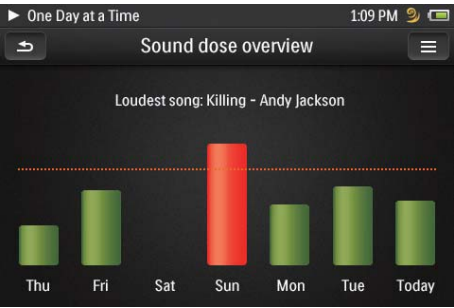 One Day at a Time 1:09 PM
Sound dose overview
Loudest song: Killing - Andy Jackson
Thu Fri Sat Sun Mon Tue Today